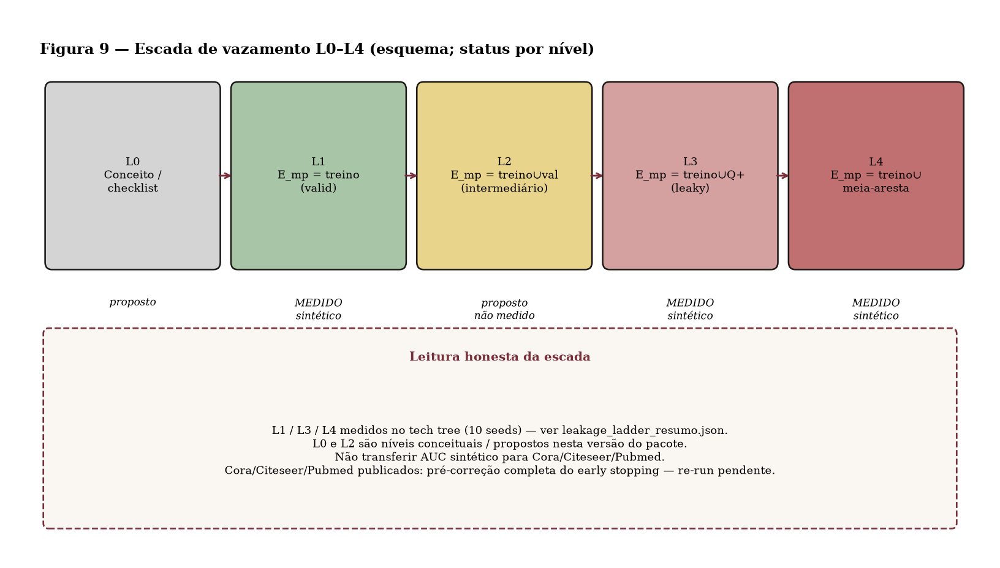 Figura 9 — Escada de vazamento L0–L4 (esquema; status por nível)
L0
Conceito /
checklist
L1
E_mp = treino
(valid)
L2
E_mp = treino∪val
(intermediário)
L3
E_mp = treino∪Q+
(leaky)
L4
E_mp = treino∪
meia-aresta
proposto
MEDIDO
sintético
proposto
não medido
MEDIDO
sintético
MEDIDO
sintético
Leitura honesta da escada
L1 / L3 / L4 medidos no tech tree (10 seeds) — ver leakage_ladder_resumo.json.
L0 e L2 são níveis conceituais / propostos nesta versão do pacote.
Não transferir AUC sintético para Cora/Citeseer/Pubmed.
Cora/Citeseer/Pubmed publicados: pré-correção completa do early stopping — re-run pendente.